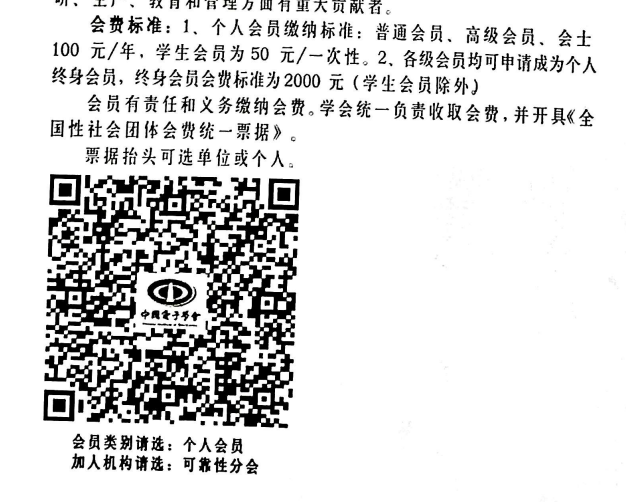 研、生产、教育和管理方面有重大贡献者。
会费标准：1、个人会员缴纳标准：普通会员、高级会员、会士
100 元/年，学生会员为 50 元/一次性。2、各级会员均可申请成为个人
终身会员，终身会员会费标准为2000 元（学生会员除外）
会员有责任和义务缴纳会费。学会统一负责收取会费，并开具《全
国性社会团体会费统一票据》。
票据抬头可选单位或个人。
中国电子学会
会员类别请选：个人会员
加入机构请选：可靠性分会